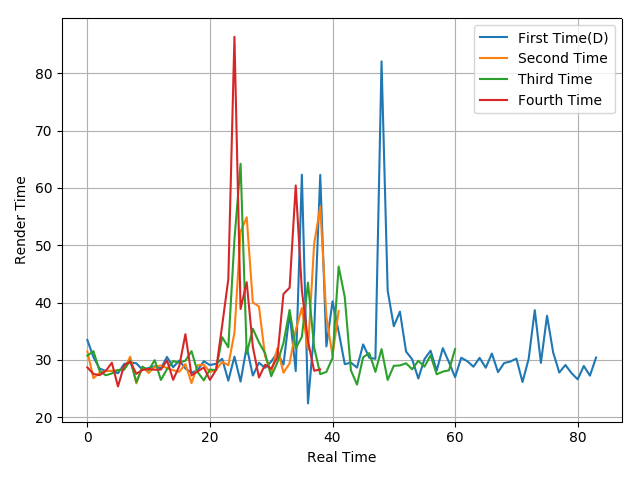 First Time(D)
Second Time
Third Time
Fourth Time
Render Time
80
70
60
50
40
30
20
0 20 40 60 80
Real Time